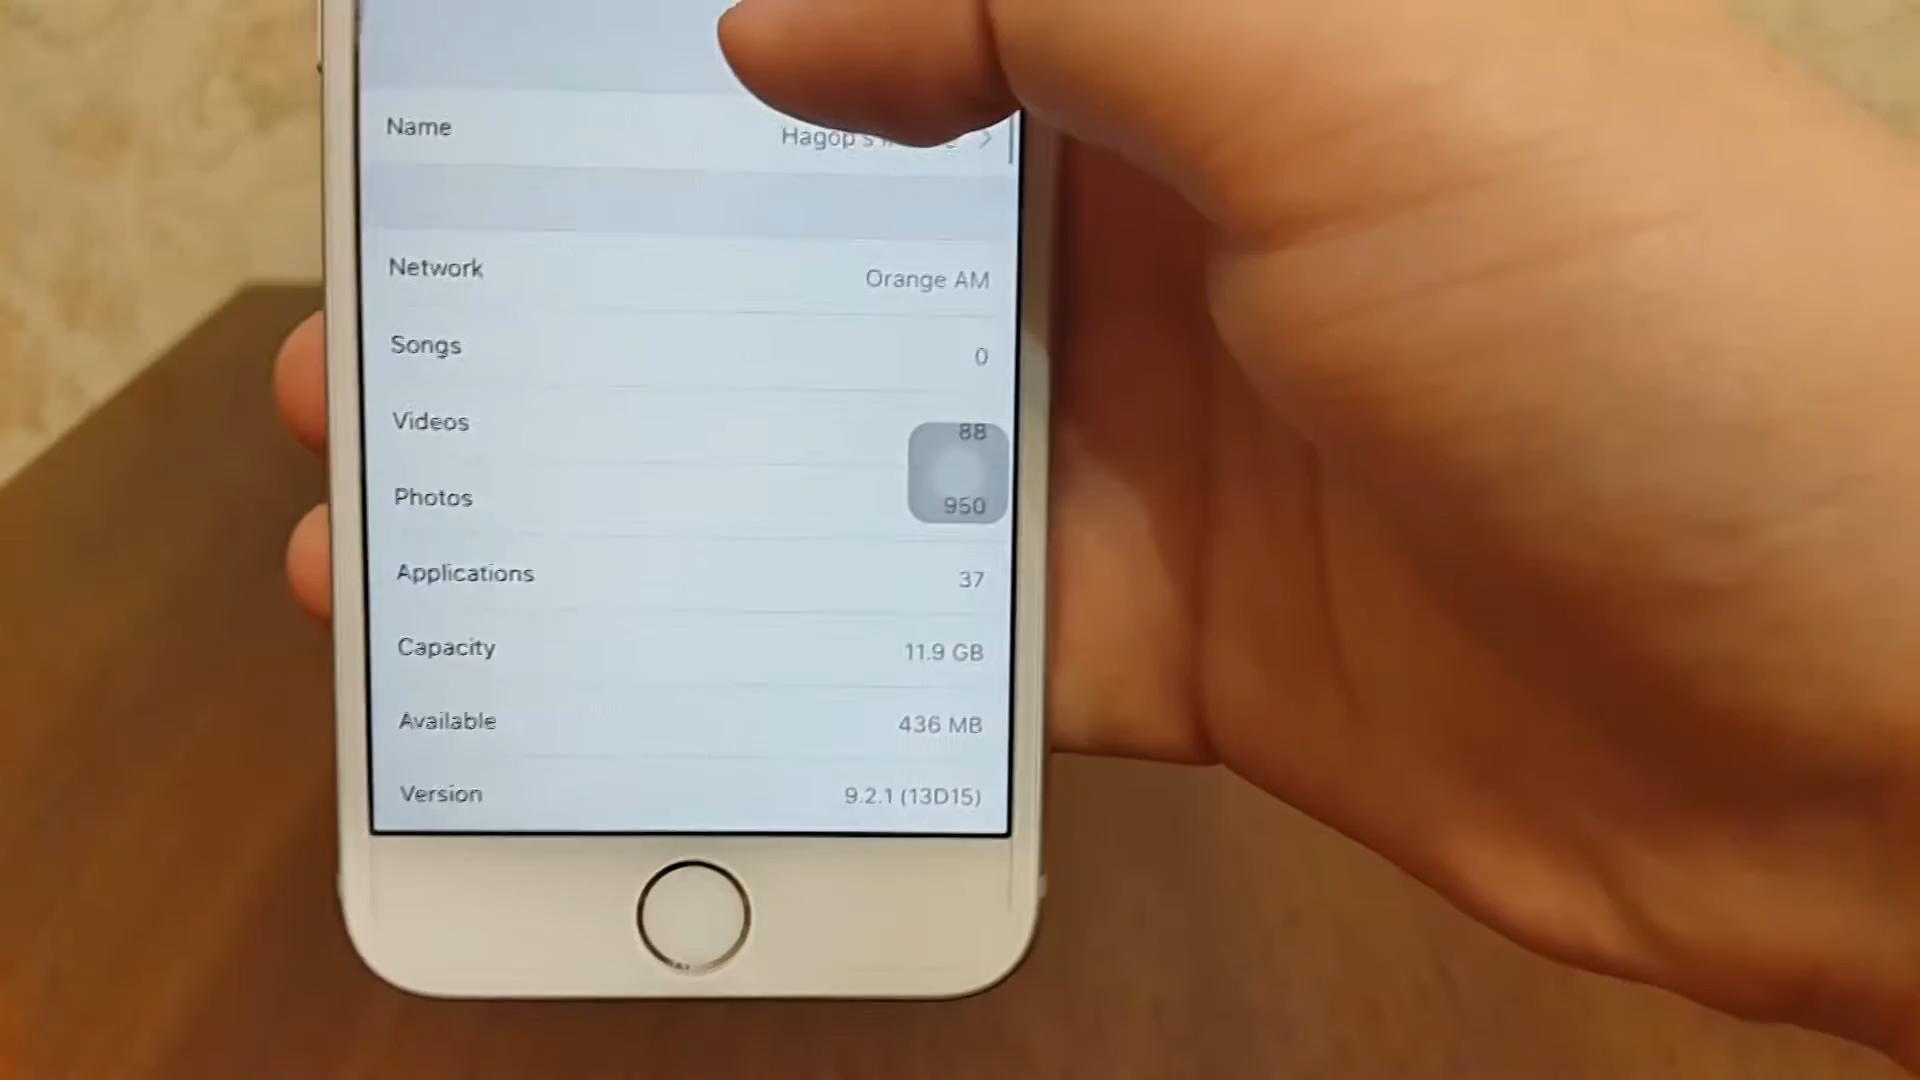 Name Hagop's
Network Orange AM
Songs 0
Videos 88
Photos 950
Applications 37
Capacity 11.9 GB
Available 436 MB
Version 9.2.1 (13D15)